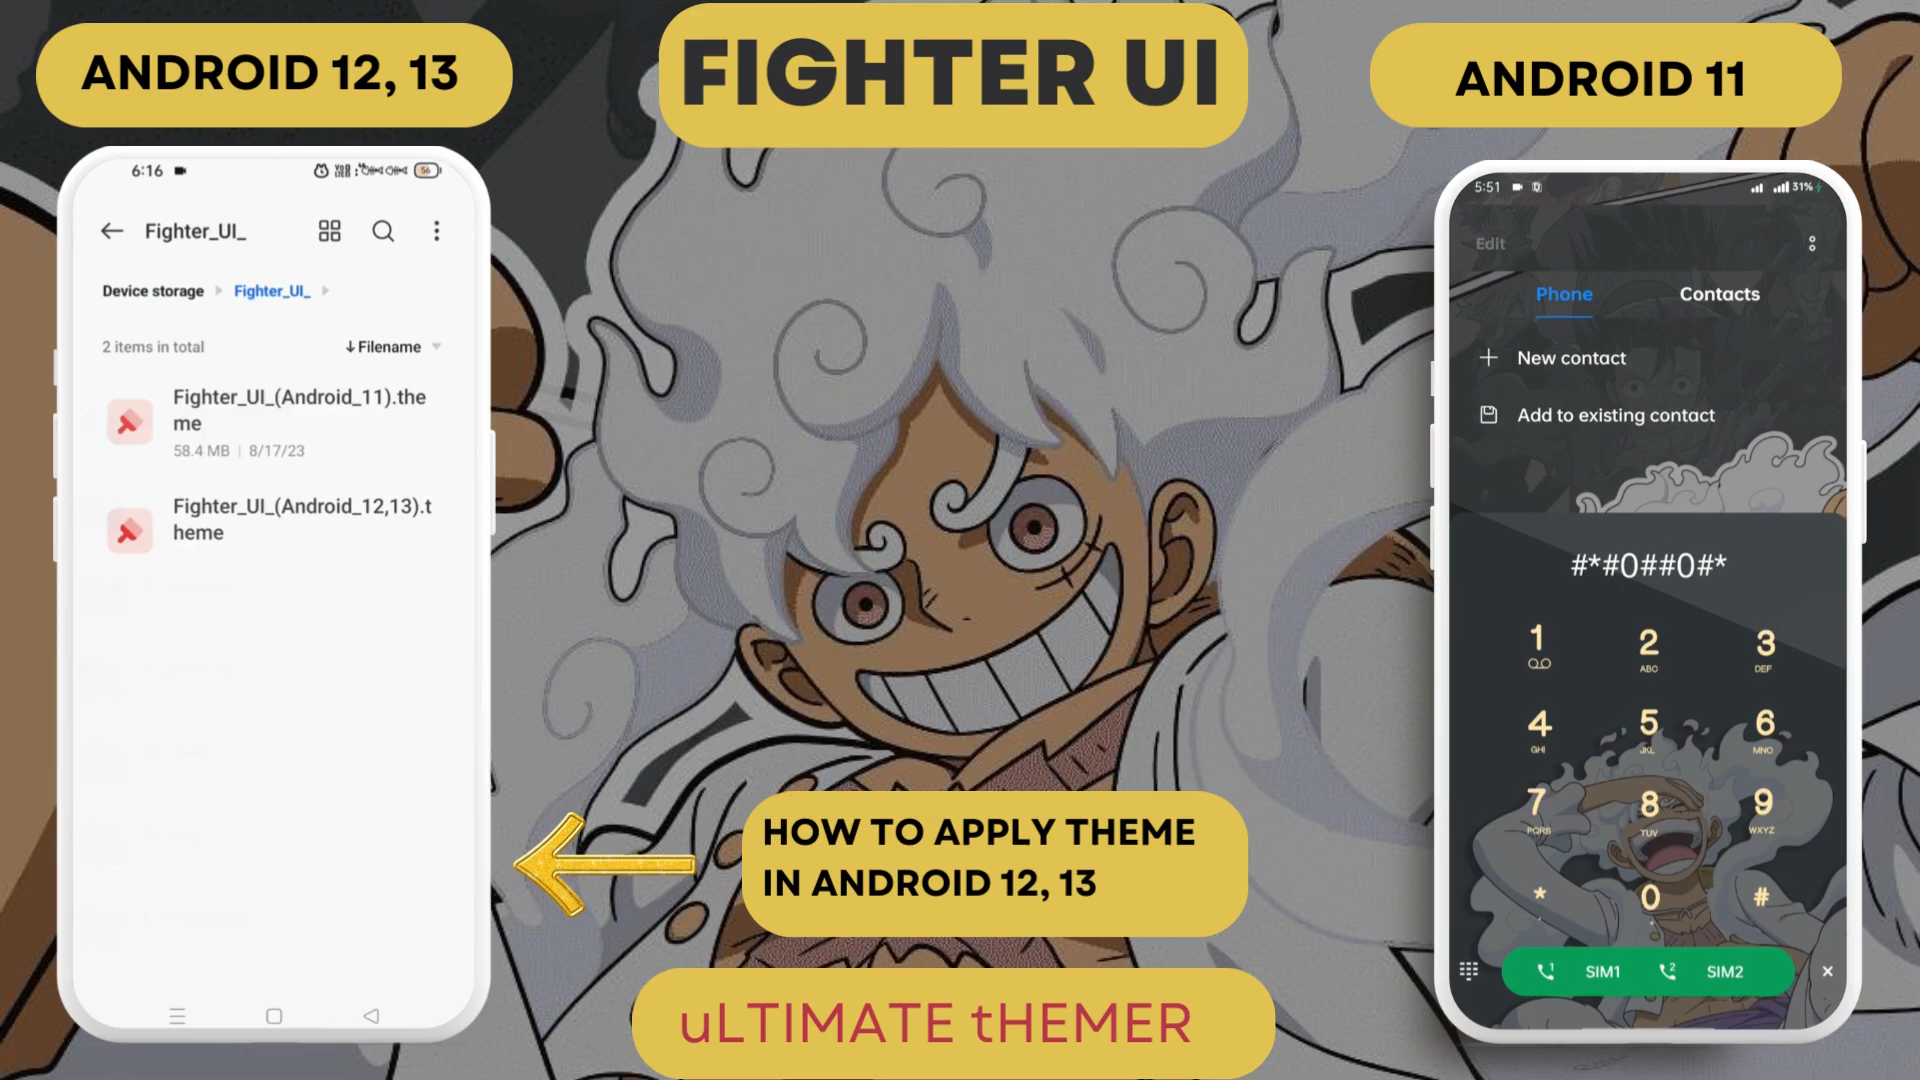 ANDROID 12, 13
FIGHTER UI
ANDROID 11
6:16
56
Fighter_UI_
Device storage
Fighter_UI_
2 items in total
Filename
Fighter_UI_(Android_11).the
me
58.4 MB | 8/17/23
Fighter_UI_(Android_12,13).t
heme
HOW TO APPLY THEME
IN ANDROID 12, 13
uLTIMATE tHEMER
5:51
31%
Edit
Phone
Contacts
New contact
Add to existing contact
#*#0##0#*
1 2 3
ABC DEF
4 5 6
GHI JKL MNO
7 8 9
PQRS TUV WXYZ
* 0 #
1 SIM1 2 SIM2